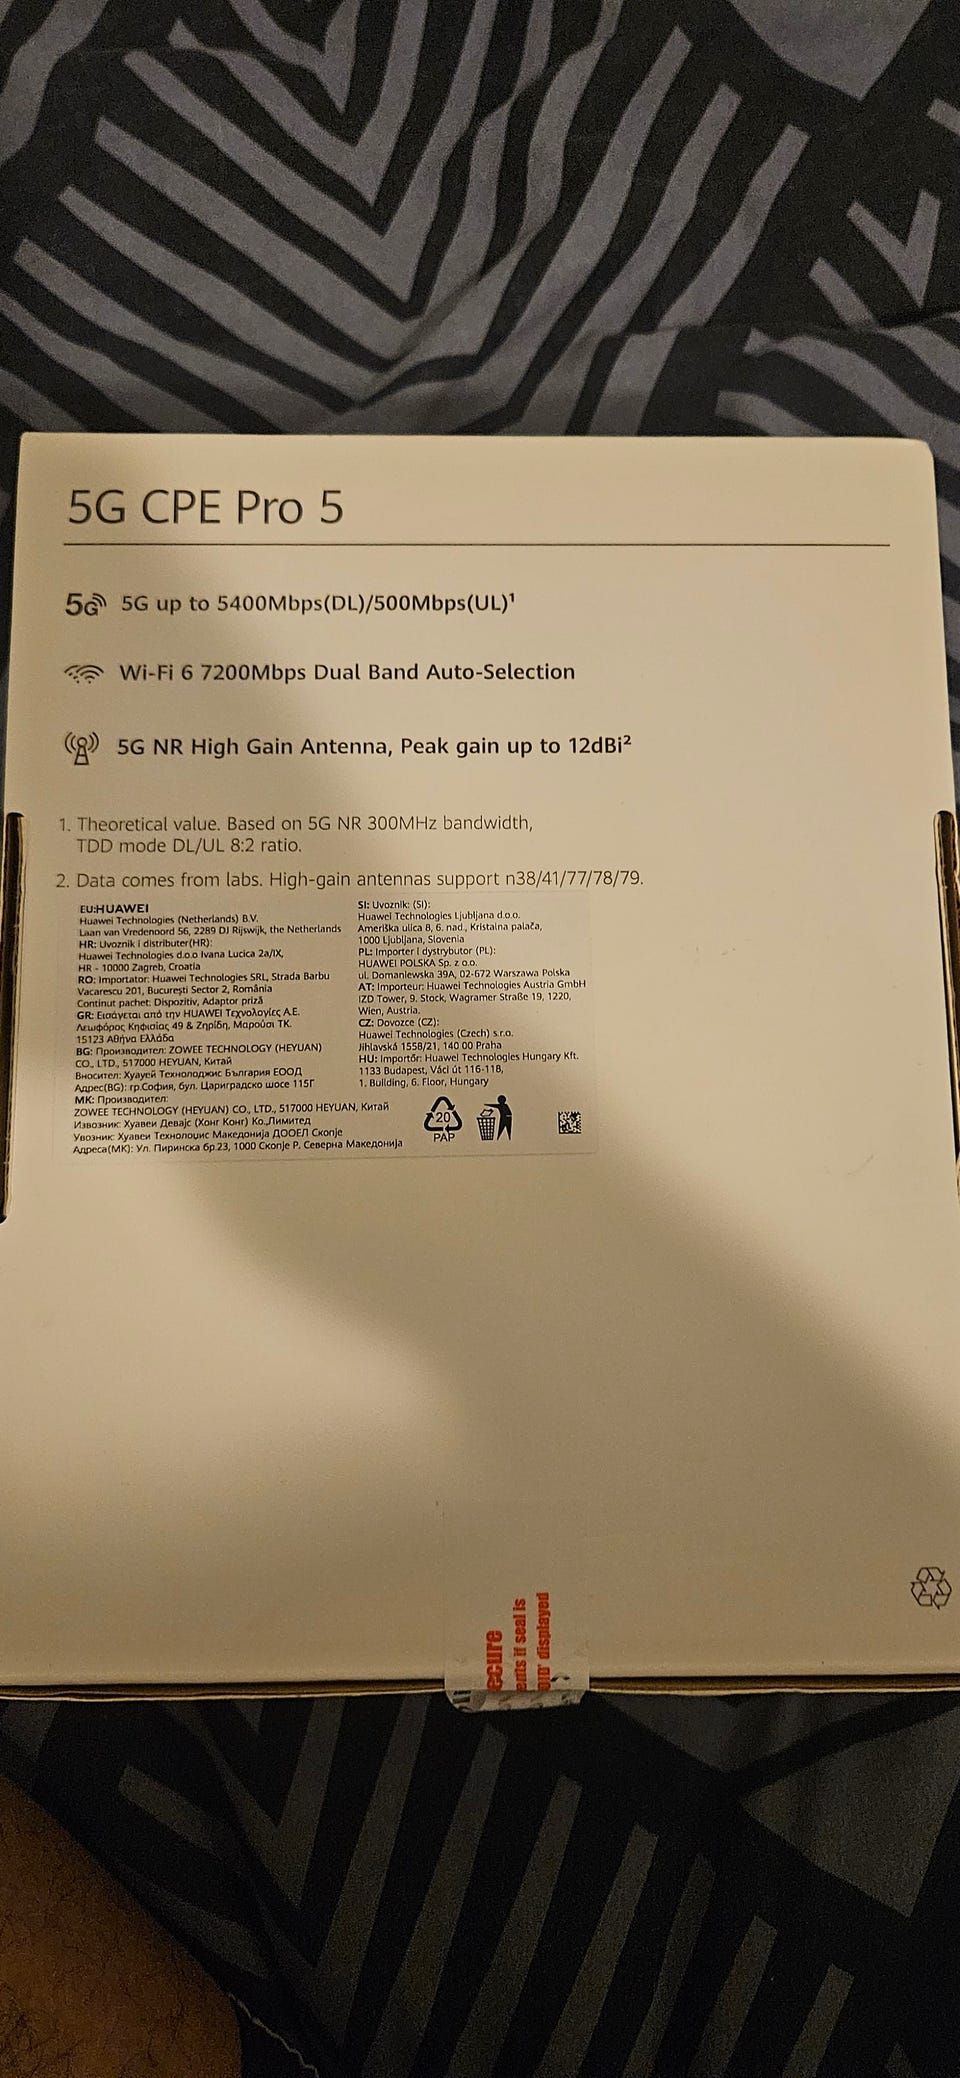 5G CPE Pro 5
5G 5G up to 5400Mbps(DL)/500Mbps(UL)¹
Wi-Fi 6 7200Mbps Dual Band Auto-Selection
5G NR High Gain Antenna, Peak gain up to 12dBi²
1. Theoretical value. Based on 5G NR 300MHz bandwidth,
TDD mode DL/UL 8:2 ratio.
2. Data comes from labs. High-gain antennas support n38/41/77/78/79.
EU:HUAWEI
Huawei Technologies (Netherlands) B.V.
Laan van Vredenoord 56, 2289 DJ Rijswijk, the Netherlands
HR: Uvoznik i distributer(HR):
Huawei Technologies d.o.o Ivana Lucica 2a/IX,
HR - 10000 Zagreb, Croatia
RO: Importator: Huawei Technologies SRL, Strada Barbu
Vacarescu 201, București Sector 2, România
Continut pachet: Dispozitiv, Adaptor priză
GR: Εισάγεται από την HUAWEI Τεχνολογίες Α.Ε.
Λεωφόρος Κηφισίας 49 & Ζηρίδη, Μαρούσι ΤΚ.
15123 Αθήνα Ελλάδα
BG: Производител: ZOWEE TECHNOLOGY (HEYUAN)
CO., LTD., 517000 HEYUAN, Китай
Вносител: Хуауей Технолоджис България ЕООД
Адрес(BG): гр.София, бул. Цариградско шосе 115Г
MK: Производител:
ZOWEE TECHNOLOGY (HEYUAN) CO., LTD., 517000 HEYUAN, Китај
Извозник: Хуавеи Девајс (Хонг Конг) Ко.,Лимитед
Увозник: Хуавеи Технолоџис Македонија ДООЕЛ Скопје
Адреса(MK): Ул. Пиринска бр.23, 1000 Скопје Р. Северна Македонија
SI: Uvoznik: (SI):
Huawei Technologies Ljubljana d.o.o.
Ameriška ulica 8, 6. nad., Kristalna palača,
1000 Ljubljana, Slovenia
PL: Importer i dystrybutor (PL):
HUAWEI POLSKA Sp. z o.o.
ul. Domaniewska 39A, 02-672 Warszawa Polska
AT: Importeur: Huawei Technologies Austria GmbH
IZD Tower, 9. Stock, Wagramer Straße 19, 1220,
Wien, Austria.
CZ: Dovozce (CZ):
Huawei Technologies (Czech) s.r.o.
Jihlavská 1558/21, 140 00 Praha
HU: Importőr: Huawei Technologies Hungary Kft.
1133 Budapest, Váci út 116-118,
1. Building, 6. Floor, Hungary
20
PAP
ecure
ents if seal is
displayed